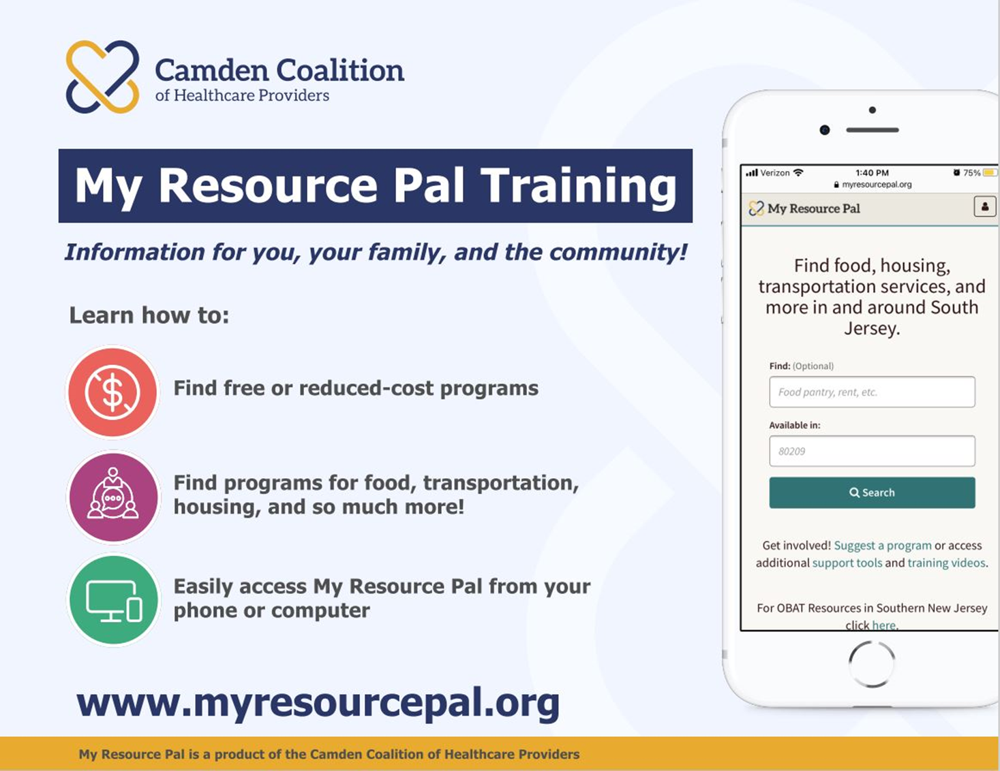 Camden Coalition
of Healthcare Providers
My Resource Pal Training
Information for you, your family, and the community!
Learn how to:
Find free or reduced-cost programs
Find programs for food, transportation,
housing, and so much more!
Easily access My Resource Pal from your
phone or computer
www.myresourcepal.org
My Resource Pal is a product of the Camden Coalition of Healthcare Providers
Verizon 1:40 PM 75%
myresourcepal.org
My Resource Pal
Find food, housing,
transportation services, and
more in and around South
Jersey.
Find: (Optional)
Food pantry, rent, etc.
Available in:
80209
Search
Get involved! Suggest a program or access
additional support tools and training videos.
For OBAT Resources in Southern New Jersey
click here.